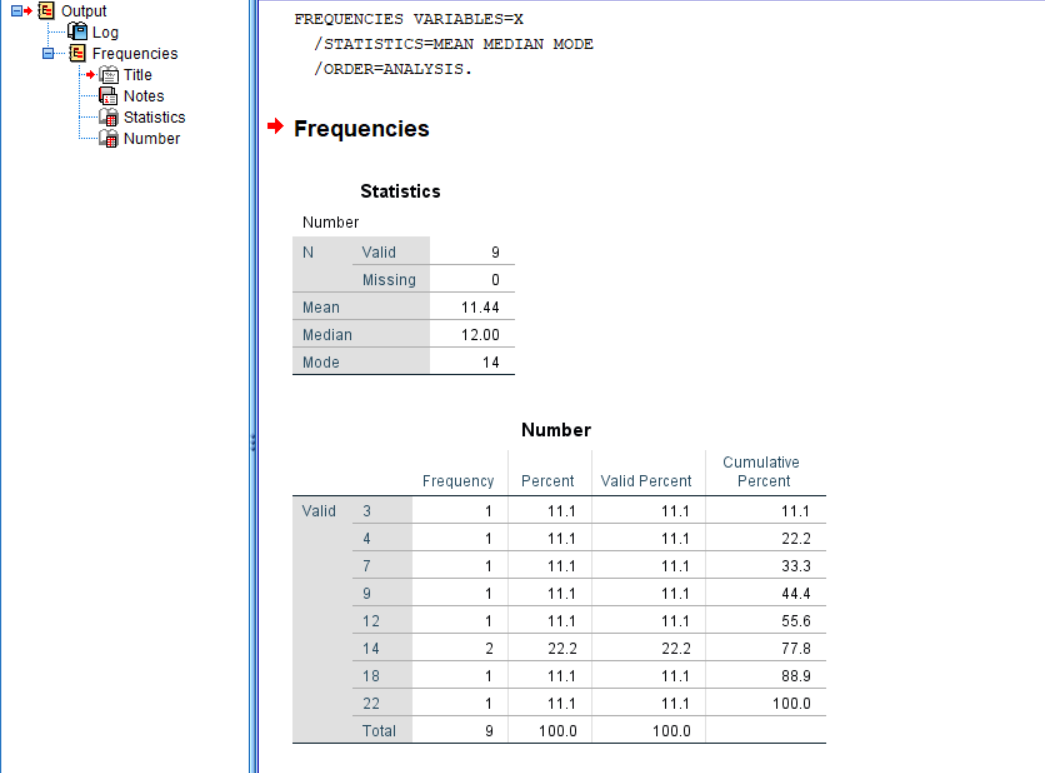 Output
Log
Frequencies
Title
Notes
Statistics
Number
FREQUENCIES VARIABLES=X
/STATISTICS=MEAN MEDIAN MODE
/ORDER=ANALYSIS.
Frequencies
Statistics
Number
N Valid 9
Missing 0
Mean 11.44
Median 12.00
Mode 14
Number
Frequency Percent Valid Percent Cumulative Percent
Valid 3 1 11.1 11.1 11.1
4 1 11.1 11.1 22.2
7 1 11.1 11.1 33.3
9 1 11.1 11.1 44.4
12 1 11.1 11.1 55.6
14 2 22.2 22.2 77.8
18 1 11.1 11.1 88.9
22 1 11.1 11.1 100.0
Total 9 100.0 100.0